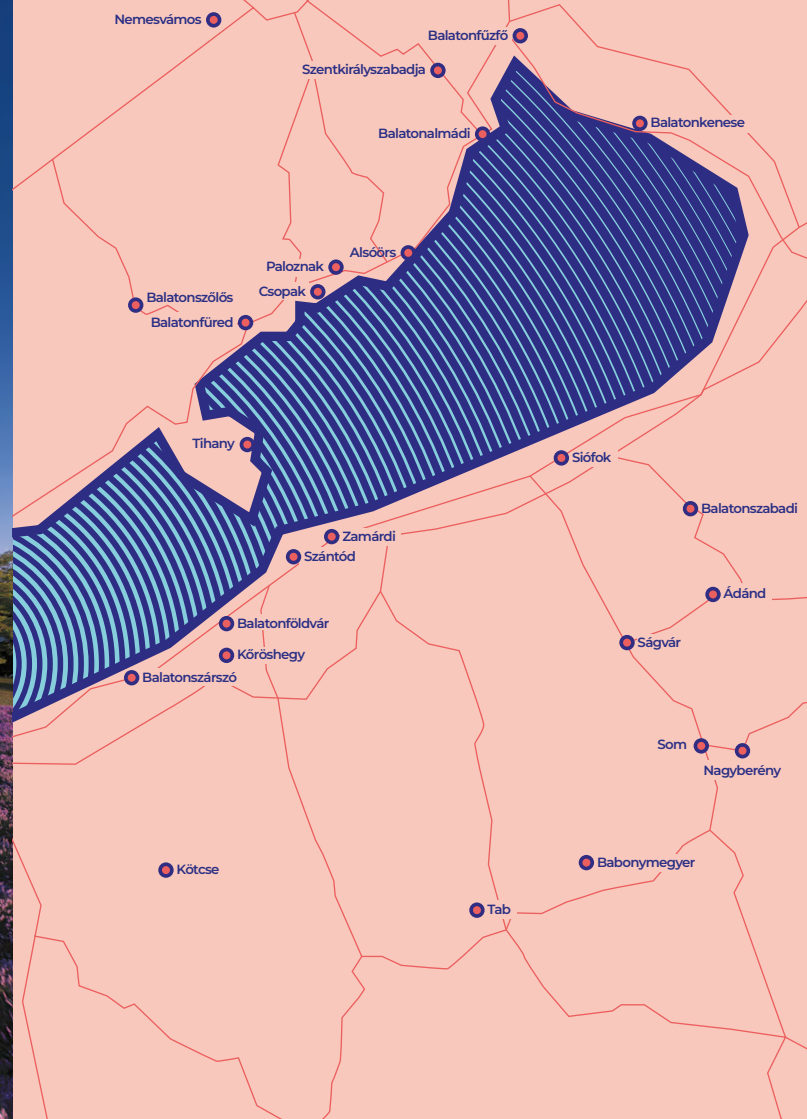 Nemesvámos
Balatonfűzfő
Szentkirályszabadja
Balatonkenese
Balatonalmádi
Alsóörs
Paloznak
Csopak
Balatonszőlős
Balatonfüred
Tihany
Siófok
Balatonszabadi
Zamárdi
Szántód
Ádánd
Balatonföldvár
Ságvár
Kőröshegy
Balatonszárszó
Som
Nagyberény
Babonymegyer
Kötcse
Tab